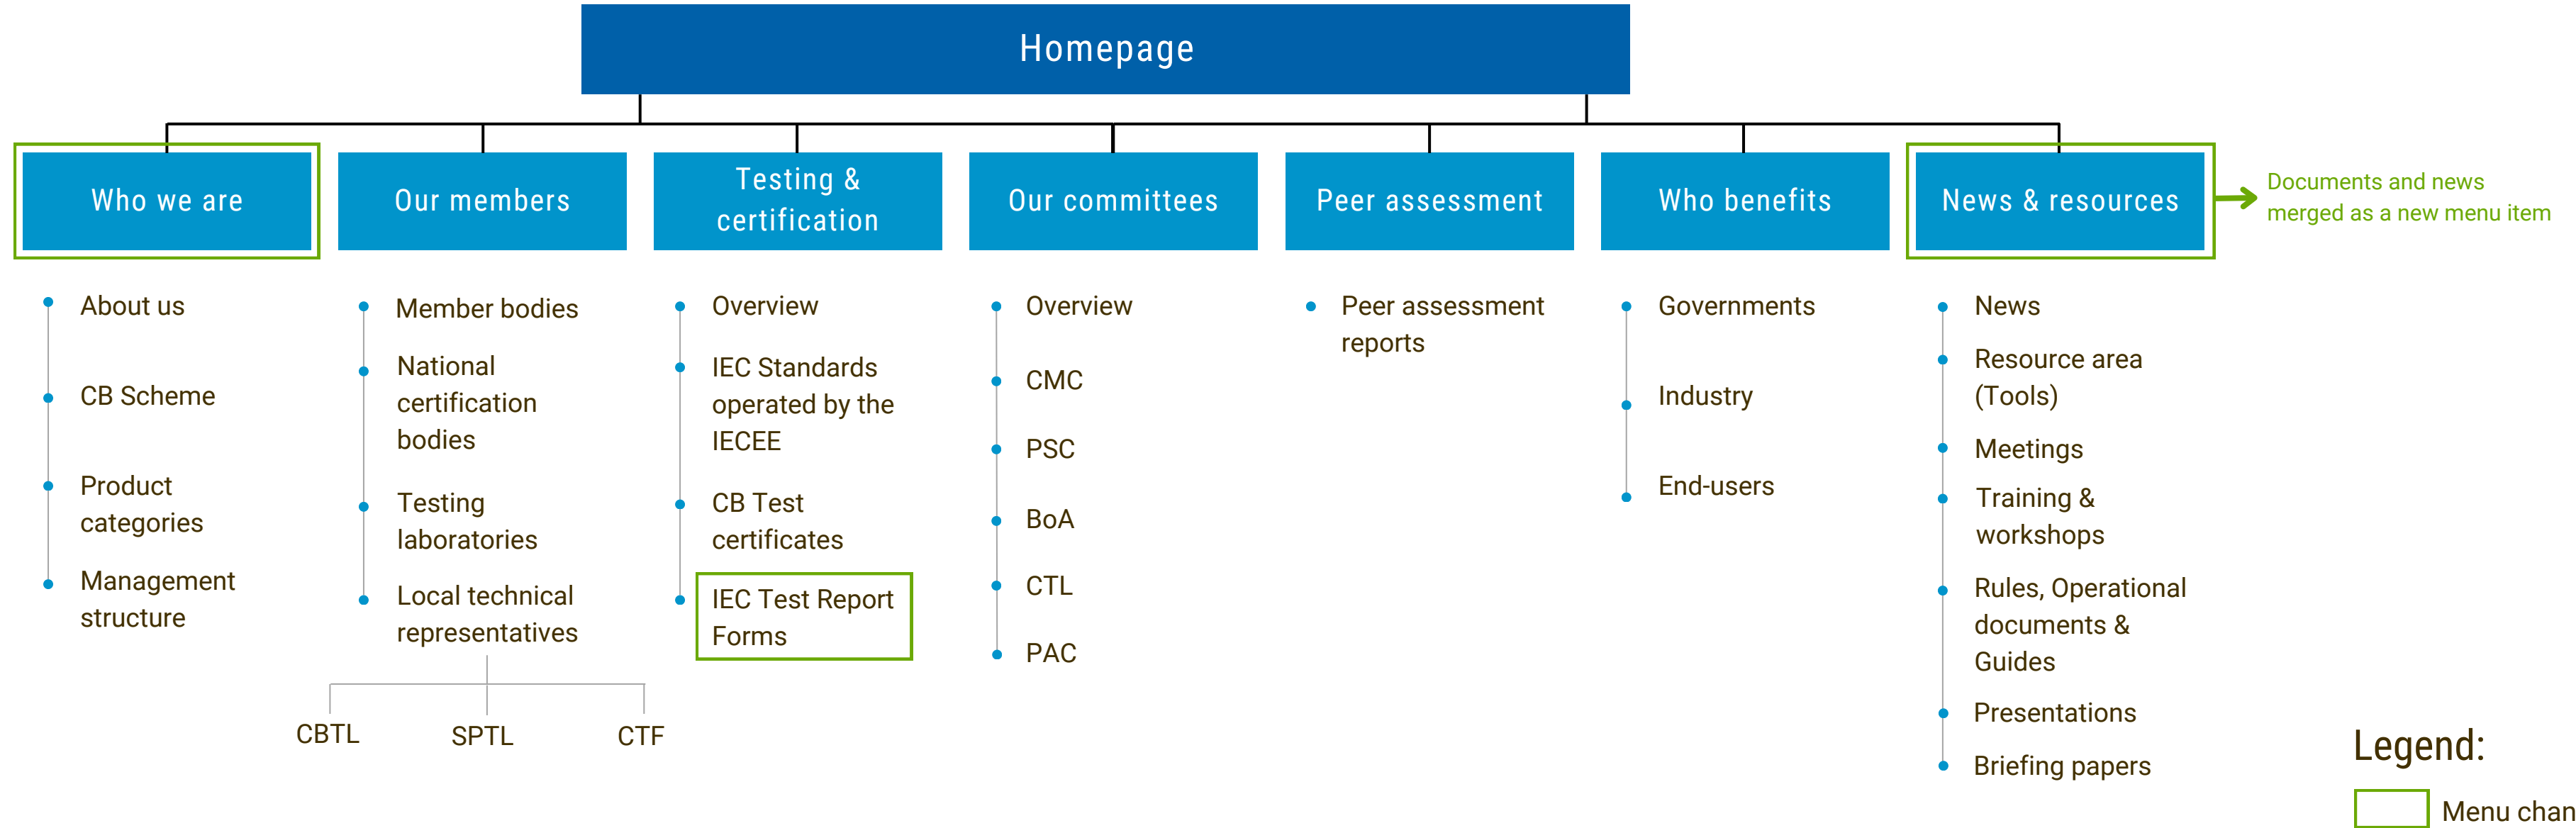 Homepage
Who we are
Our members
Testing &
certification
Our committees
Peer assessment
Who benefits
News & resources
Documents and news
merged as a new menu item
About us
CB Scheme
Product
categories
Management
structure
Member bodies
National
certification
bodies
Testing
laboratories
Local technical
representatives
CBTL
SPTL
CTF
Overview
IEC Standards
operated by the
IECEE
CB Test
certificates
IEC Test Report
Forms
Overview
CMC
PSC
BoA
CTL
PAC
Peer assessment
reports
Governments
Industry
End-users
News
Resource area
(Tools)
Meetings
Training &
workshops
Rules, Operational
documents &
Guides
Presentations
Briefing papers
Legend:
Menu chan